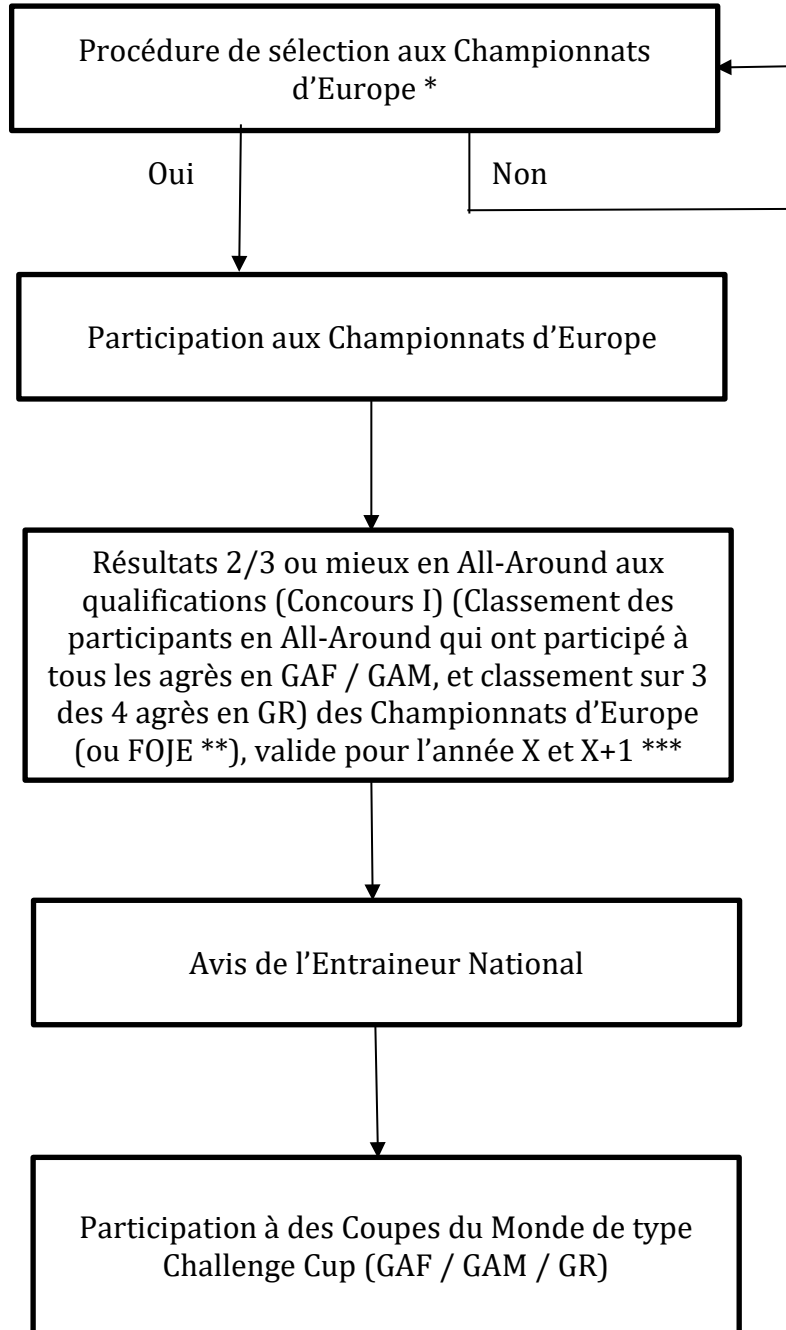 Procédure de sélection aux Championnats
d’Europe *
Oui
Non
Participation aux Championnats d’Europe
Résultats 2/3 ou mieux en All-Around aux
qualifications (Concours I) (Classement des
participants en All-Around qui ont participé à
tous les agrès en GAF / GAM, et classement sur 3
des 4 agrès en GR) des Championnats d’Europe
(ou FOJE **), valide pour l’année X et X+1 ***
Avis de l’Entraineur National
Participation à des Coupes du Monde de type
Challenge Cup (GAF / GAM / GR)